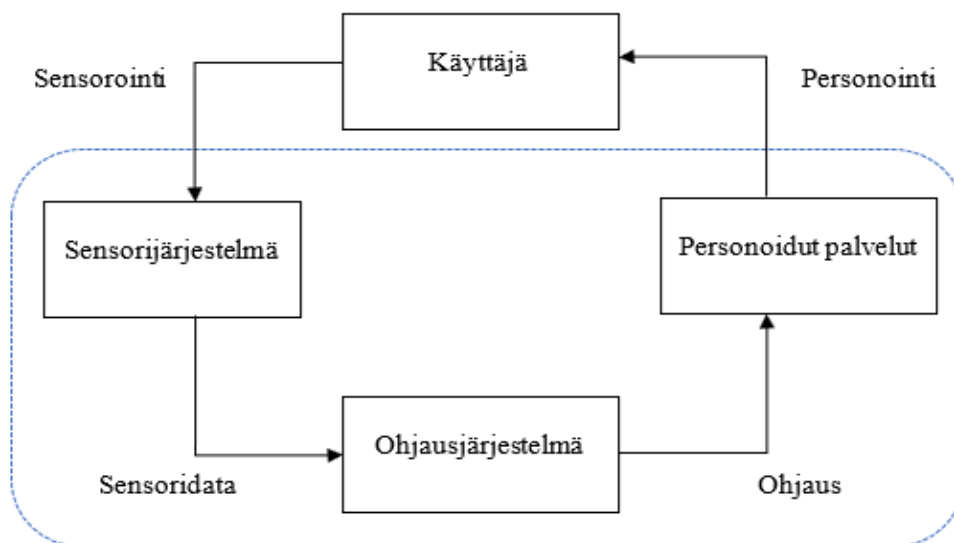 Käyttäjä
Sensorointi
Personointi
Sensorijärjestelmä
Personoidut palvelut
Ohjausjärjestelmä
Sensoridata
Ohjaus